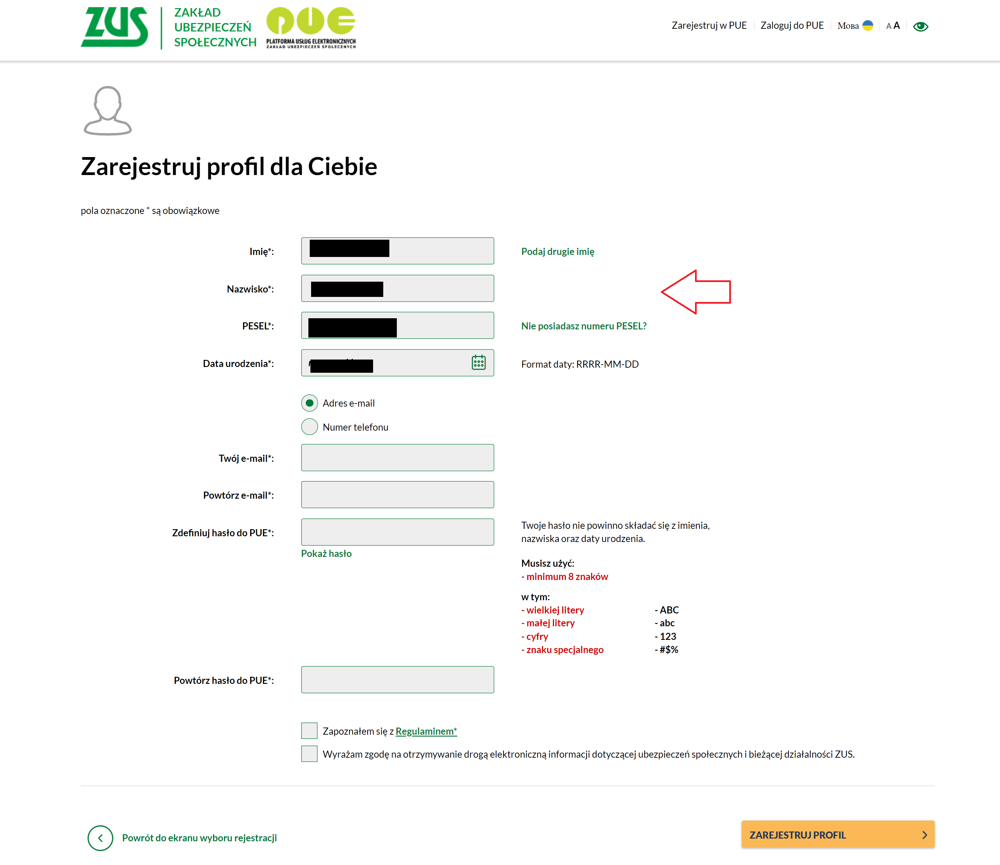 ZUS
ZAKŁAD
UBEZPIECZEŃ
SPOŁECZNYCH
PUE
PLATFORMA USŁUG ELEKTRONICZNYCH
ZAKŁAD UBEZPIECZEŃ SPOŁECZNYCH
Zarejestruj w PUE
Zaloguj do PUE
Мова
A A
Zarejestruj profil dla Ciebie
pola oznaczone * są obowiązkowe
Imię*:
Podaj drugie imię
Nazwisko*:
PESEL*:
Nie posiadasz numeru PESEL?
Data urodzenia*:
Format daty: RRRR-MM-DD
Adres e-mail
Numer telefonu
Twój e-mail*:
Powtórz e-mail*:
Zdefiniuj hasło do PUE*:
Pokaż hasło
Twoje hasło nie powinno składać się z imienia,
nazwiska oraz daty urodzenia.
Musisz użyć:
- minimum 8 znaków
w tym:
- wielkiej litery - ABC
- małej litery - abc
- cyfry - 123
- znaku specjalnego - #$%
Powtórz hasło do PUE*:
Zapoznałem się z Regulaminem*
Wyrażam zgodę na otrzymywanie drogą elektroniczną informacji dotyczącej ubezpieczeń społecznych i bieżącej działalności ZUS.
Powrót do ekranu wyboru rejestracji
ZAREJESTRUJ PROFIL